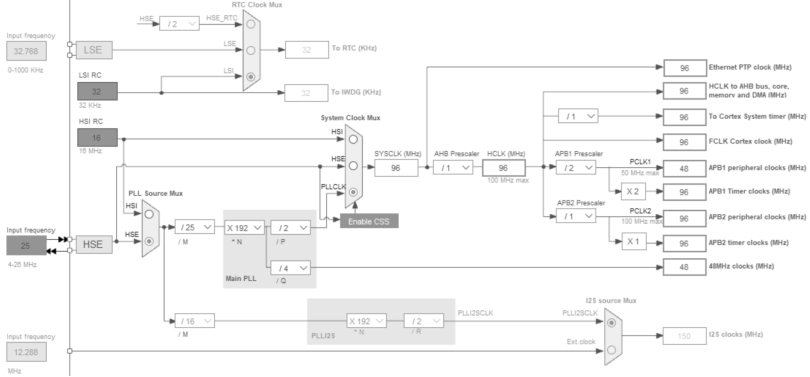 RTC Clock Mux
HSE
/ 2
HSE_RTC
Input frequency
32.768
0-1000 KHz
LSE
LSE
32
To RTC (KHz)
LSI RC
32
32 KHz
LSI
32
To IWDG (KHz)
HSI RC
16
16 MHz
System Clock Mux
HSI
HSE
PLLCLK
SYSCLK (MHz)
96
AHB Prescaler
/ 1
HCLK (MHz)
96
100 MHz max
Enable CSS
96
Ethernet PTP clock (MHz)
96
HCLK to AHB bus, core,
memory and DMA (MHz)
/ 1
96
To Cortex System timer (MHz)
96
FCLK Cortex clock (MHz)
APB1 Prescaler
/ 2
PCLK1
50 MHz max
48
APB1 peripheral clocks (MHz)
X 2
96
APB1 Timer clocks (MHz)
APB2 Prescaler
/ 1
PCLK2
100 MHz max
96
APB2 peripheral clocks (MHz)
X 1
96
APB2 timer clocks (MHz)
48
48MHz clocks (MHz)
PLL Source Mux
HSI
HSE
Input frequency
25
4-25 MHz
HSE
/ 25
/ M
X 192
* N
/ 2
/ P
/ 4
/ Q
Main PLL
/ 16
/ M
X 192
* N
/ 2
/ R
PLLI2S
PLLI2SCLK
I2S source Mux
PLLI2SCLK
Ext.clock
150
I2S clocks (MHz)
Input frequency
12.288
MHz